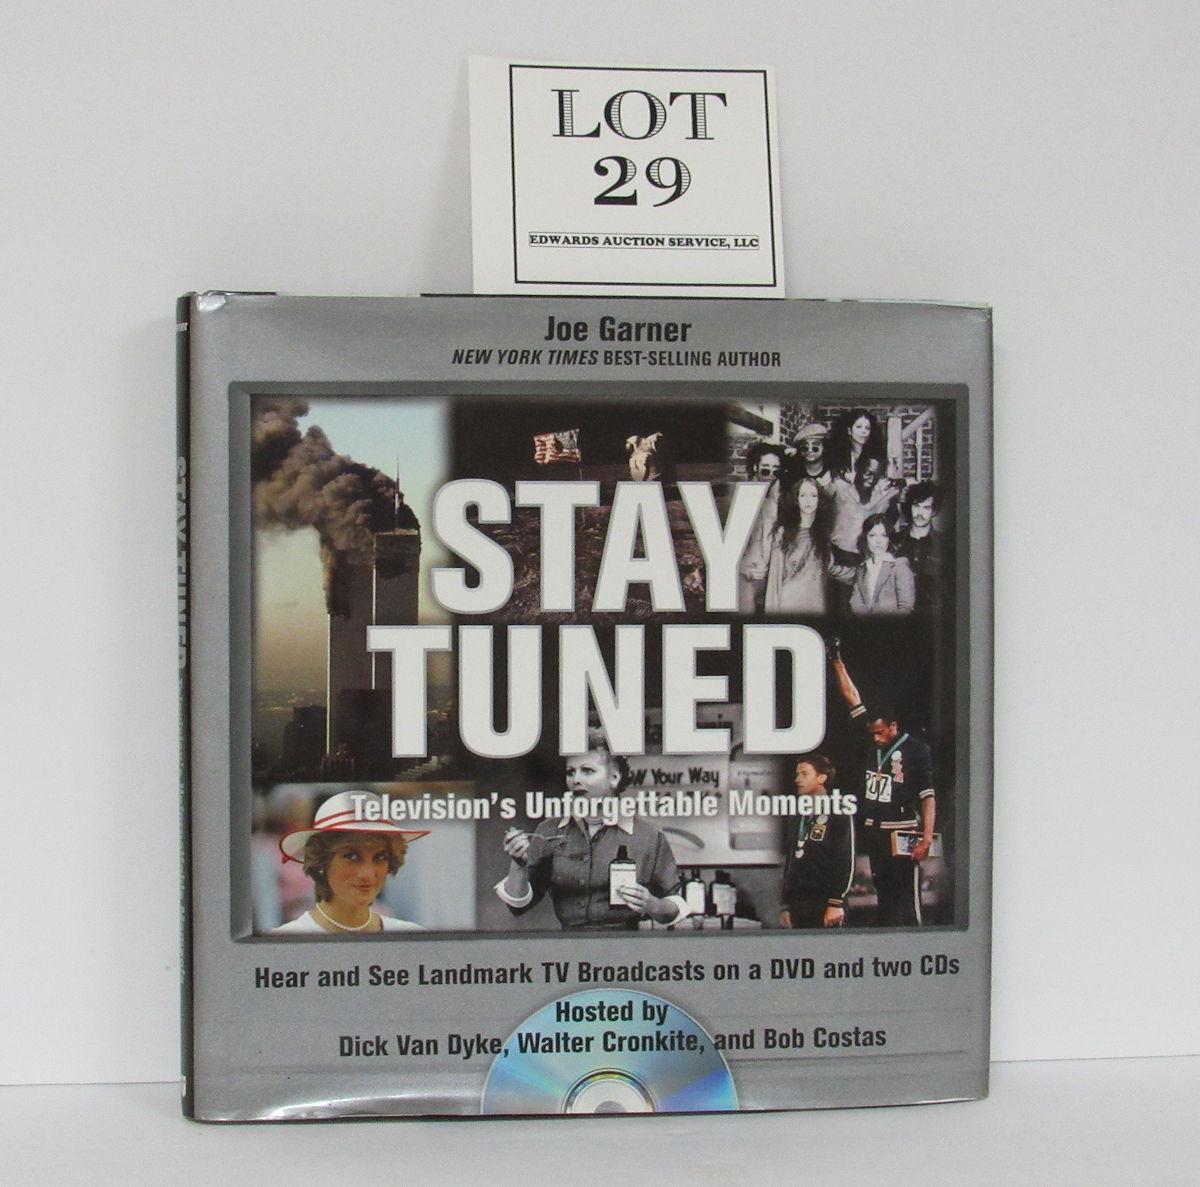 LOT
29
EDWARDS AUCTION SERVICE, LLC
Joe Garner
NEW YORK TIMES BEST-SELLING AUTHOR
STAY
TUNED
Your Way
Television's Unforgettable Moments
Hear and See Landmark TV Broadcasts on a DVD and two CDs
Hosted by
Dick Van Dyke, Walter Cronkite, and Bob Costas
STAY TUNED